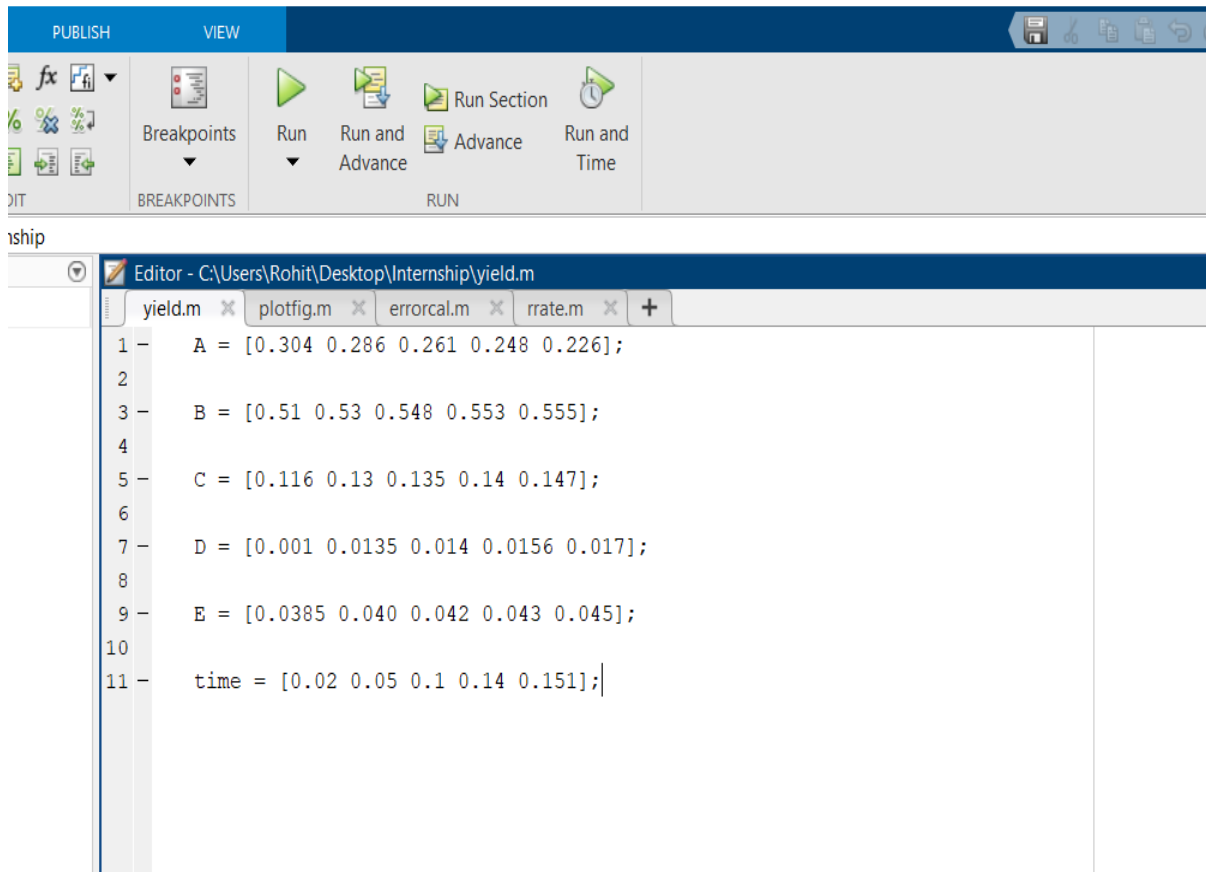 PUBLISH VIEW
fx fi
Breakpoints Run Run and Advance Run Section Advance Run and Time
BREAKPOINTS RUN
Editor - C:\Users\Rohit\Desktop\Internship\yield.m
yield.m plotfig.m errorcal.m rrate.m +
1 - A = [0.304 0.286 0.261 0.248 0.226];
2
3 - B = [0.51 0.53 0.548 0.553 0.555];
4
5 - C = [0.116 0.13 0.135 0.14 0.147];
6
7 - D = [0.001 0.0135 0.014 0.0156 0.017];
8
9 - E = [0.0385 0.040 0.042 0.043 0.045];
10
11 - time = [0.02 0.05 0.1 0.14 0.151];